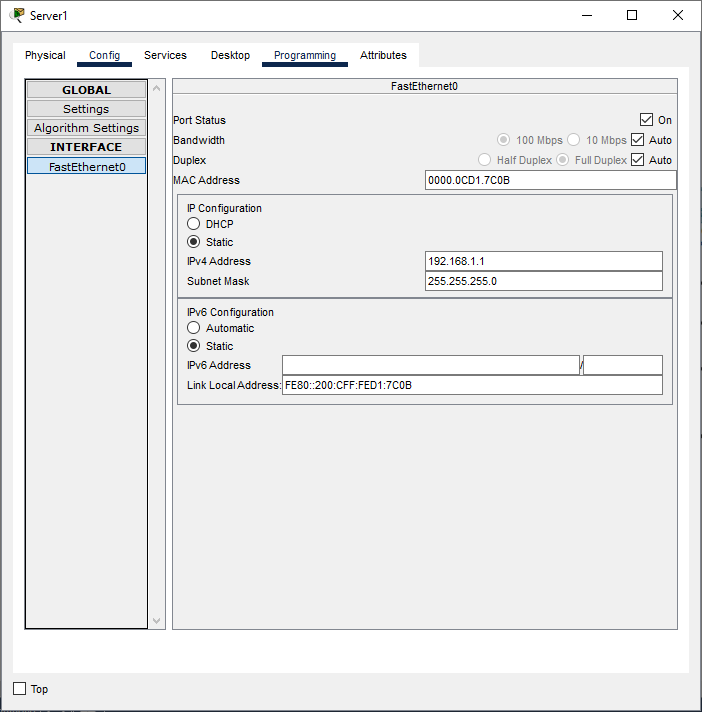 Server1
Physical Config Services Desktop Programming Attributes
GLOBAL
Settings
Algorithm Settings
INTERFACE
FastEthernet0
FastEthernet0
Port Status On
Bandwidth 100 Mbps 10 Mbps Auto
Duplex Half Duplex Full Duplex Auto
MAC Address 0000.0CD1.7C0B
IP Configuration
DHCP
Static
IPv4 Address 192.168.1.1
Subnet Mask 255.255.255.0
IPv6 Configuration
Automatic
Static
IPv6 Address /
Link Local Address: FE80::200:CFF:FED1:7C0B
Top